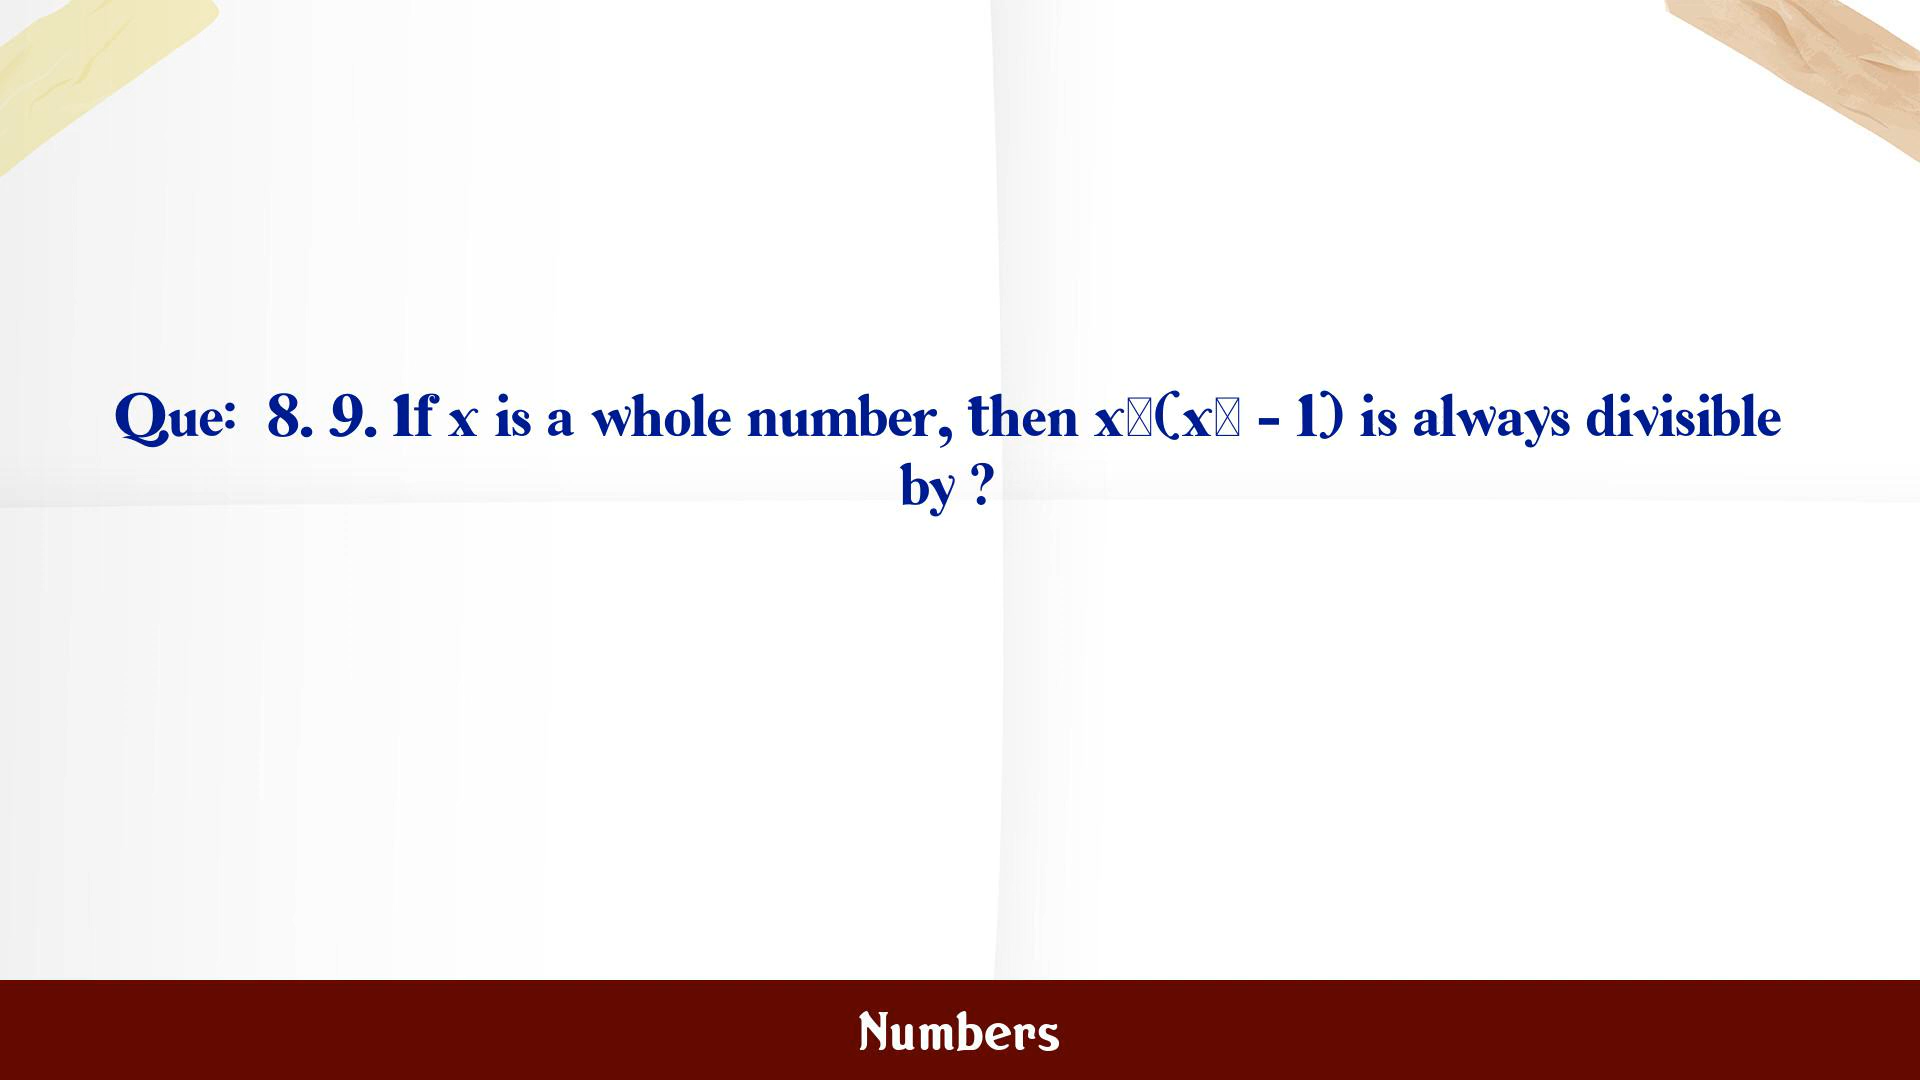 Que: 8. 9. If x is a whole number, then x▯(x▯ - 1) is always divisible
by ?
Numbers